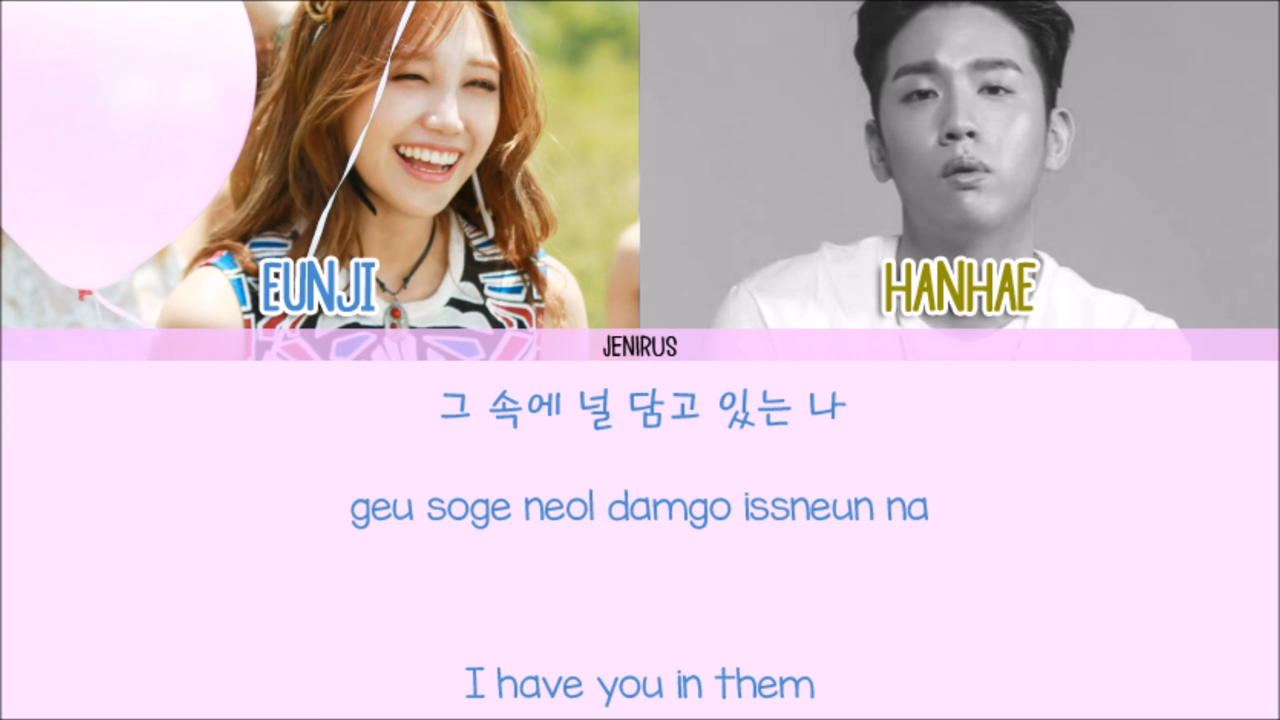 EUNJI
HANHAE
JENIRUS
그 속에 널 담고 있는 나
geu soge neol damgo issneun na
I have you in them